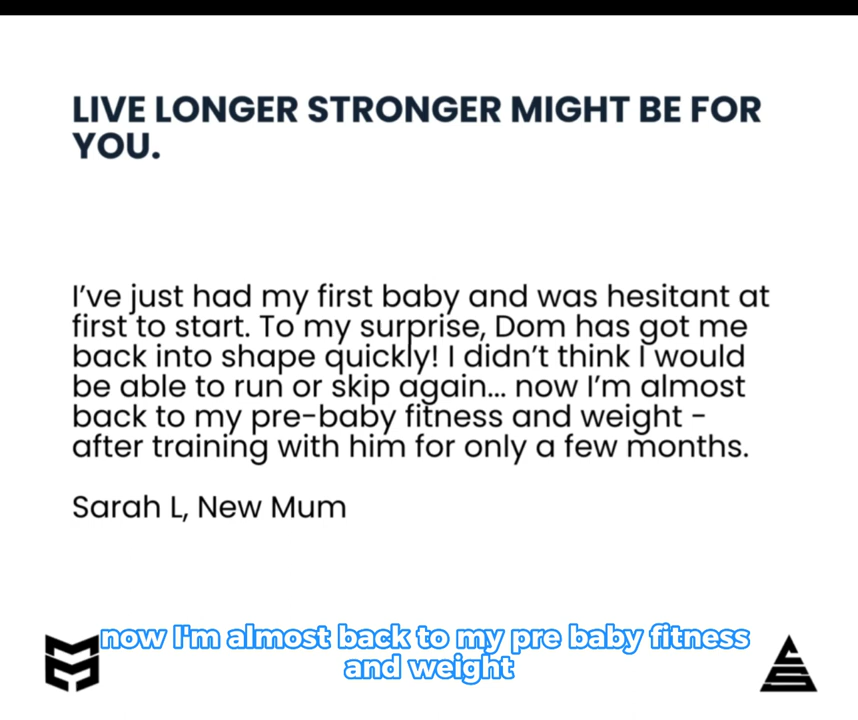 LIVE LONGER STRONGER MIGHT BE FOR
YOU.
I've just had my first baby and was hesitant at
first to start. To my surprise, Dom has got me
back into shape quickly! I didn't think I would
be able to run or skip again... now I'm almost
back to my pre-baby fitness and weight -
after training with him for only a few months.
Sarah L, New Mum
now I'm almost back to my pre baby fitness
and weight